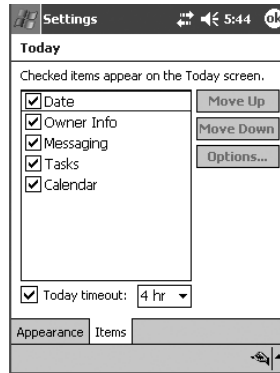 Settings 5:44 ok
Today
Checked items appear on the Today screen.
Date
Owner Info
Messaging
Tasks
Calendar
Move Up
Move Down
Options...
Today timeout: 4 hr
Appearance Items